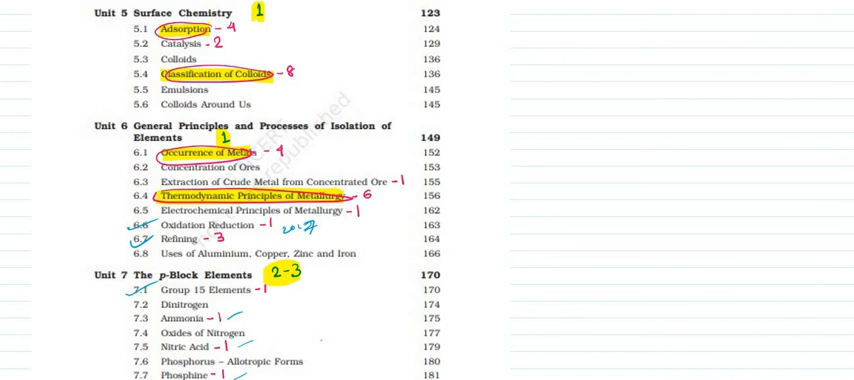 Unit 5 Surface Chemistry 1 123
5.1 Adsorption - 4 124
5.2 Catalysis - 2 129
5.3 Colloids 136
5.4 Classification of Colloids - 8 136
5.5 Emulsions 145
5.6 Colloids Around Us 145
Unit 6 General Principles and Processes of Isolation of
Elements 1 149
6.1 Occurrence of Metals - 4 152
6.2 Concentration of Ores 153
6.3 Extraction of Crude Metal from Concentrated Ore - 1 155
6.4 Thermodynamic Principles of Metallurgy - 6 156
6.5 Electrochemical Principles of Metallurgy - 1 162
6.6 Oxidation Reduction - 1 2017 163
6.7 Refining - 3 164
6.8 Uses of Aluminium, Copper, Zinc and Iron 166
Unit 7 The p-Block Elements 2-3 170
7.1 Group 15 Elements - 1 170
7.2 Dinitrogen 174
7.3 Ammonia - 1 175
7.4 Oxides of Nitrogen 177
7.5 Nitric Acid - 1 179
7.6 Phosphorus – Allotropic Forms 180
7.7 Phosphine - 1 181